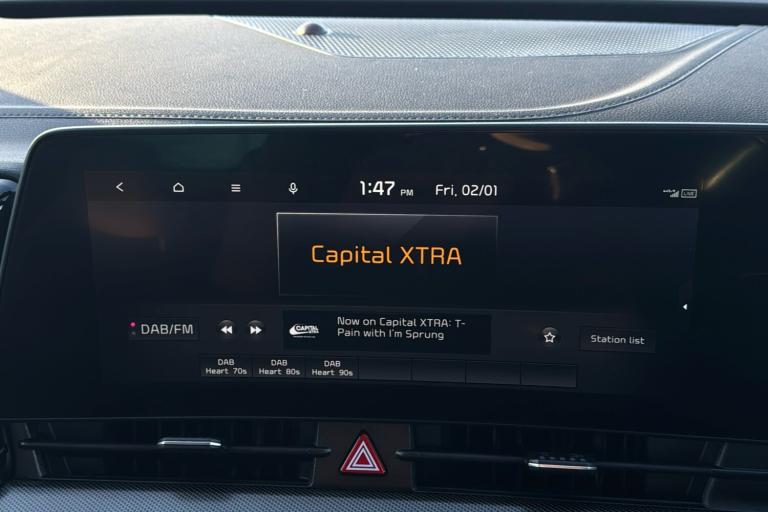 1:47 PM Fri, 02/01
LIVE
Capital XTRA
DAB/FM
CAPITAL
XTRA
Now on Capital XTRA: T-
Pain with I'm Sprung
Station list
DAB
Heart 70s
DAB
Heart 80s
DAB
Heart 90s